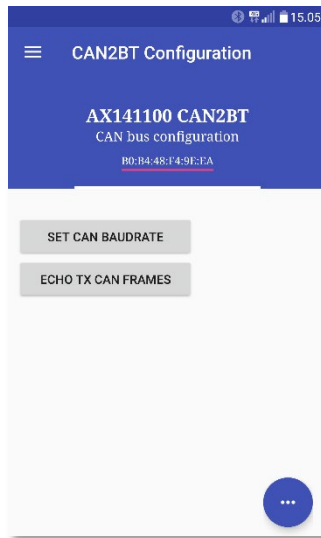 15.05
CAN2BT Configuration
AX141100 CAN2BT
CAN bus configuration
B0:B4:48:F4:9E:EA
SET CAN BAUDRATE
ECHO TX CAN FRAMES